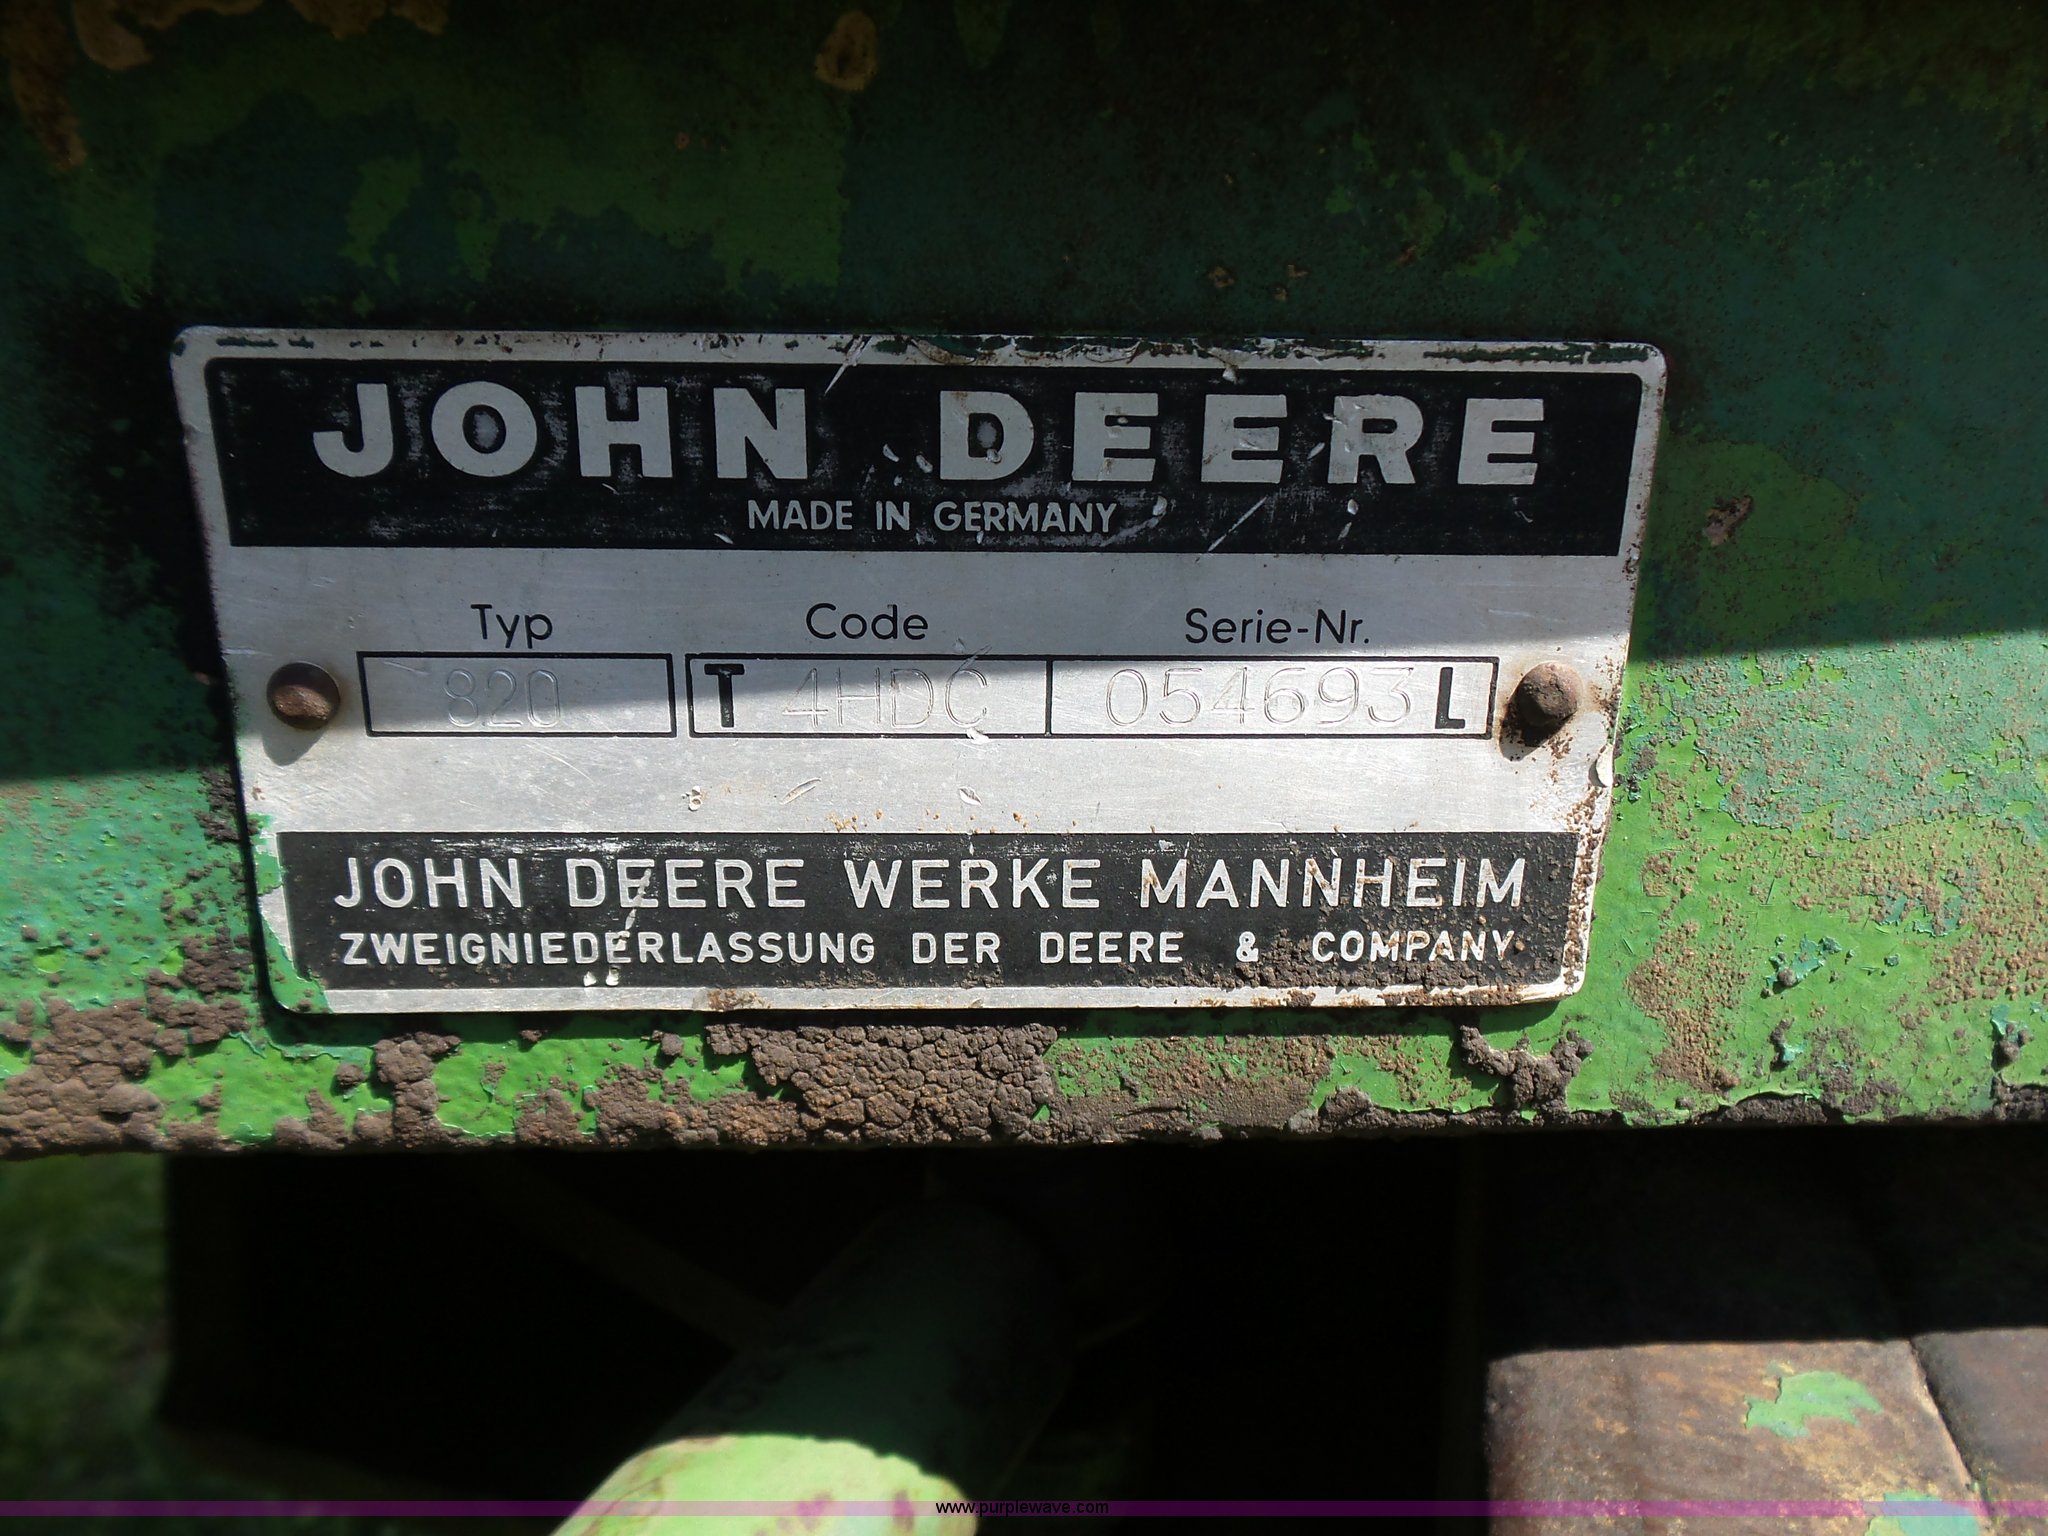 JOHN DEERE
MADE IN GERMANY
Typ Code Serie-Nr.
820 T 4HDC 054693 L
JOHN DEERE WERKE MANNHEIM
ZWEIGNIEDERLASSUNG DER DEERE & COMPANY
www.purplewave.com